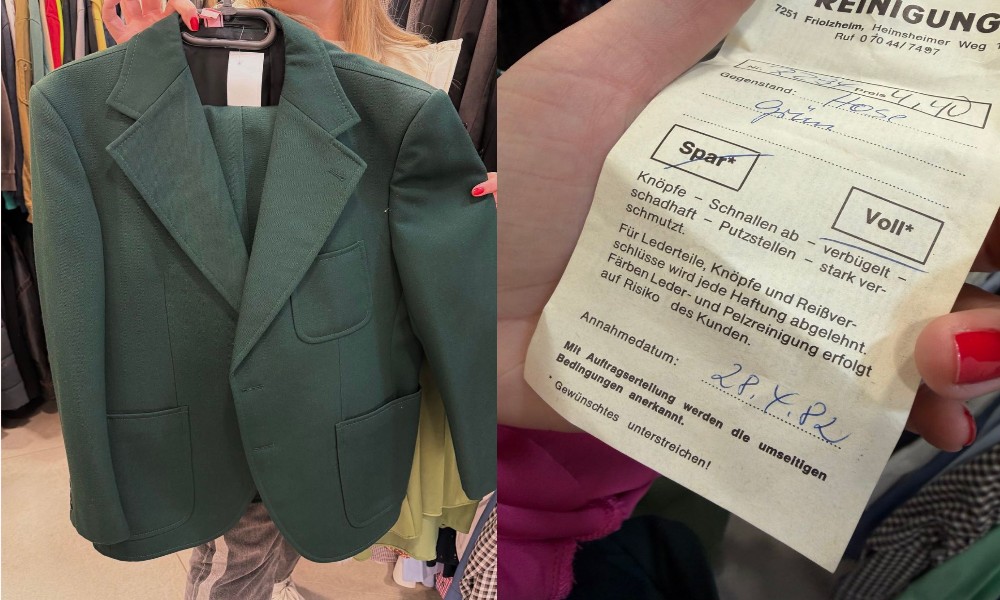 REINIGUNG
7251 Friolzheim, Heimsheimer Weg 1
Ruf 0 70 44 / 74 97
Preis 4,40
Gegenstand: Hose
Grün
Spar*
Voll*
Knöpfe – Schnallen ab – verbügelt –
schadhaft – Putzstellen – stark ver-
schmutzt.
Für Lederteile, Knöpfe und Reißver-
schlüsse wird jede Haftung abgelehnt.
Färben Leder- und Pelzreinigung erfolgt
auf Risiko des Kunden.
Annahmedatum: 28.4.82
Mit Auftragserteilung werden die umseitigen
Bedingungen anerkannt.
* Gewünschtes unterstreichen!